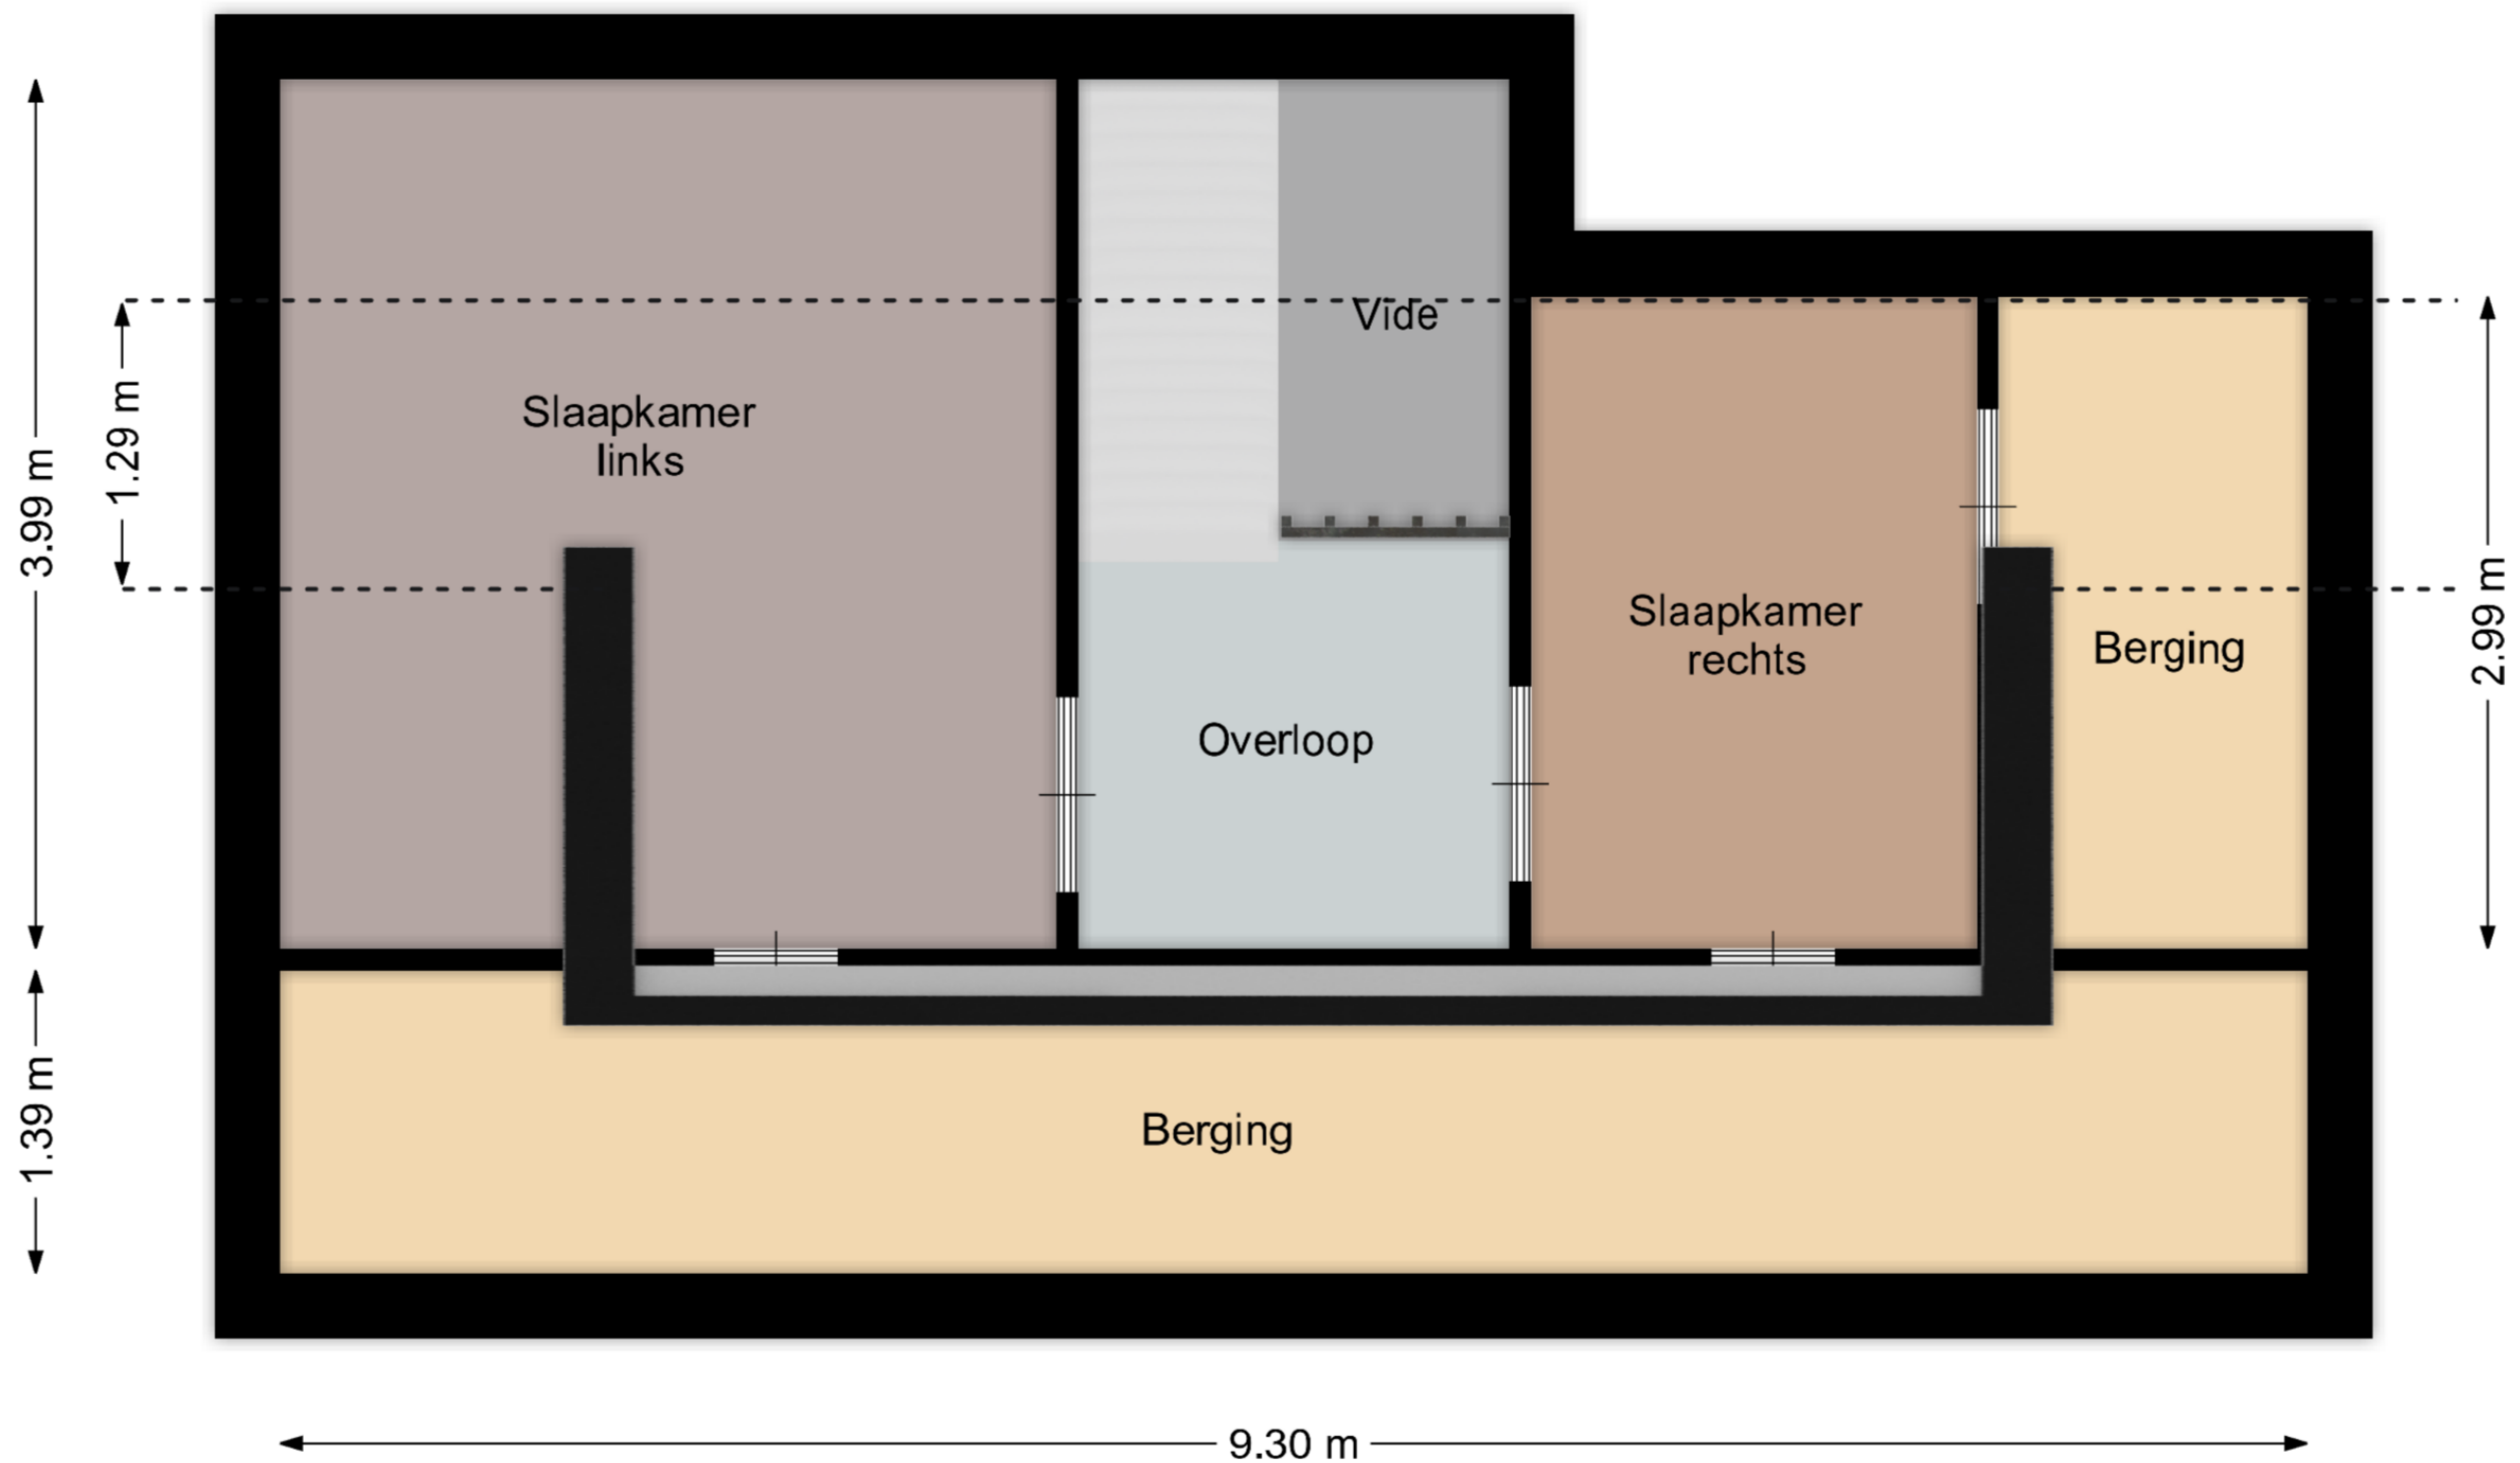 Vide
Slaapkamer
links
1.29 m
3.99 m
Slaapkamer
rechts
Berging
2.99 m
Overloop
1.39 m
Berging
9.30 m